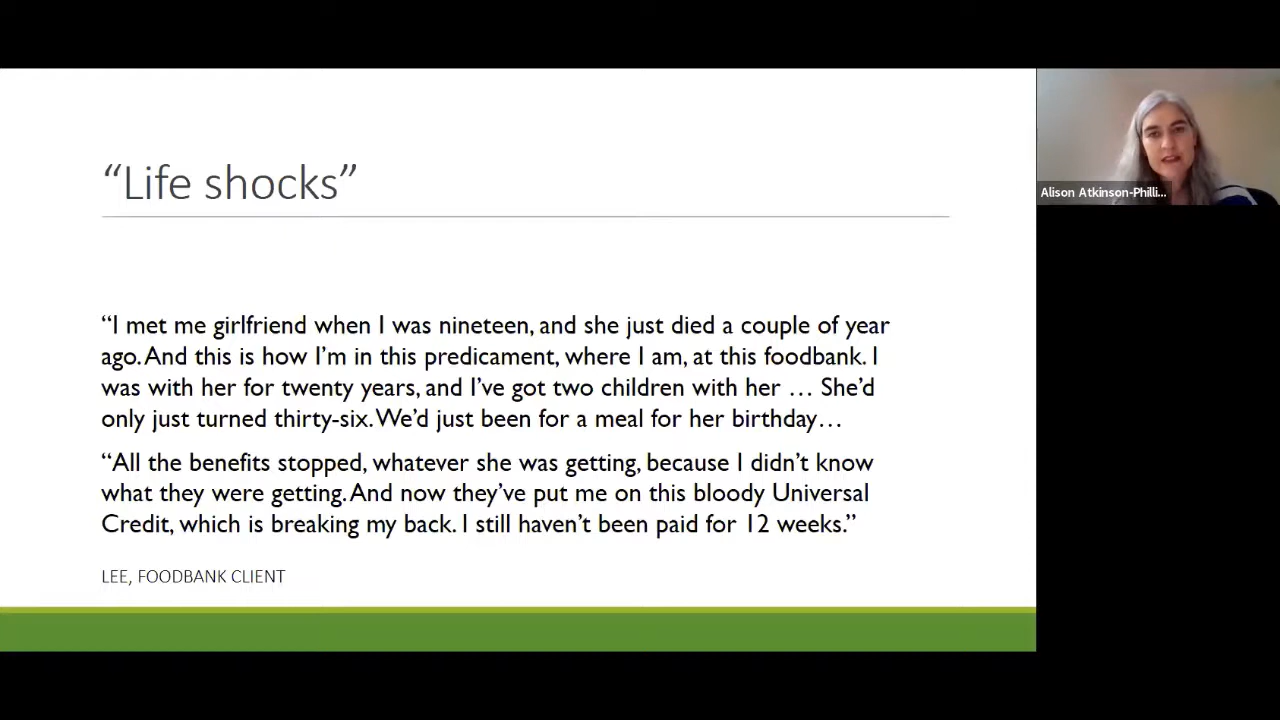 “Life shocks”
Alison Atkinson-Philli...
“I met me girlfriend when I was nineteen, and she just died a couple of year
ago. And this is how I’m in this predicament, where I am, at this foodbank. I
was with her for twenty years, and I’ve got two children with her … She’d
only just turned thirty-six. We’d just been for a meal for her birthday…
“All the benefits stopped, whatever she was getting, because I didn’t know
what they were getting. And now they’ve put me on this bloody Universal
Credit, which is breaking my back. I still haven’t been paid for 12 weeks.”
LEE, FOODBANK CLIENT